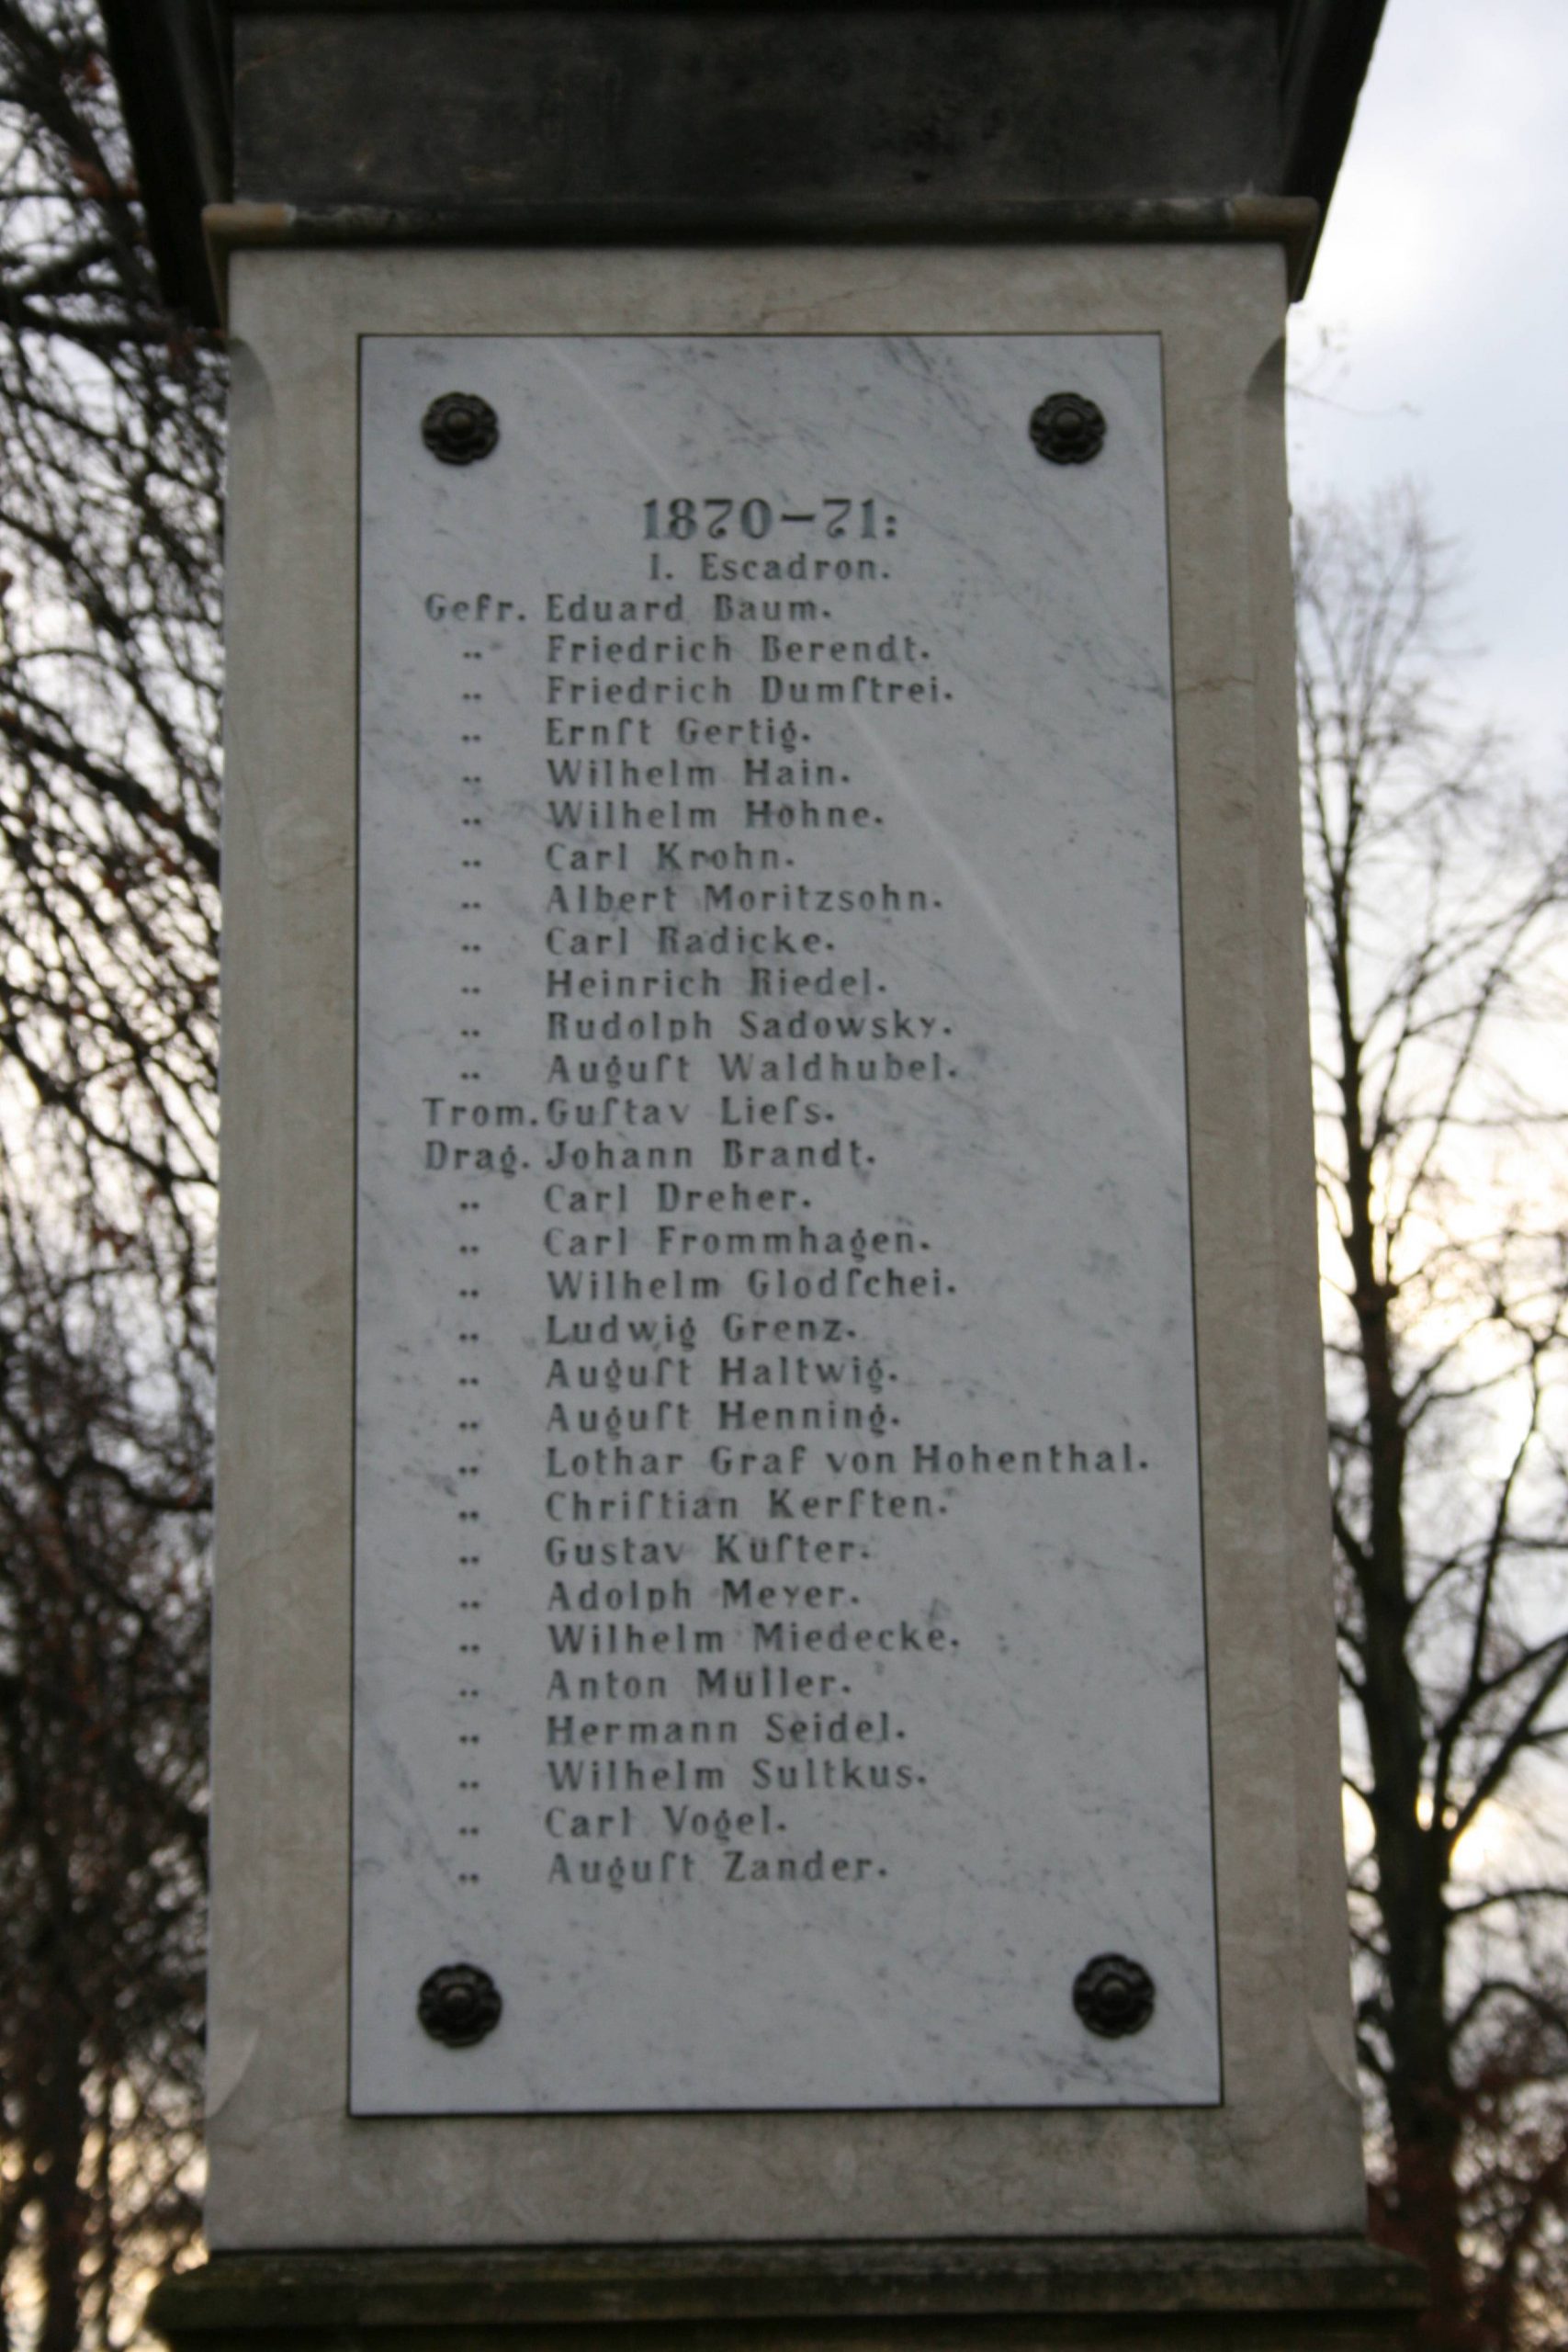 1870–71:
I. Escadron.
Gefr. Eduard Baum.
„ Friedrich Berendt.
„ Friedrich Dumſtrei.
„ Ernſt Gertig.
„ Wilhelm Hain.
„ Wilhelm Höhne.
„ Carl Krohn.
„ Albert Moritzsohn.
„ Carl Radicke.
„ Heinrich Riedel.
„ Rudolph Sadowsky.
„ Auguſt Waldhubel.
Trom. Guſtav Lieſs.
Drag. Johann Brandt.
„ Carl Dreher.
„ Carl Frommhagen.
„ Wilhelm Glodſchei.
„ Ludwig Grenz.
„ Auguſt Haltwig.
„ Auguſt Henning.
„ Lothar Graf von Hohenthal.
„ Chriſtian Kerſten.
„ Gustav Küſter.
„ Adolph Meyer.
„ Wilhelm Miedecke.
„ Anton Müller.
„ Hermann Seidel.
„ Wilhelm Sultkus.
„ Carl Vogel.
„ Auguſt Zander.